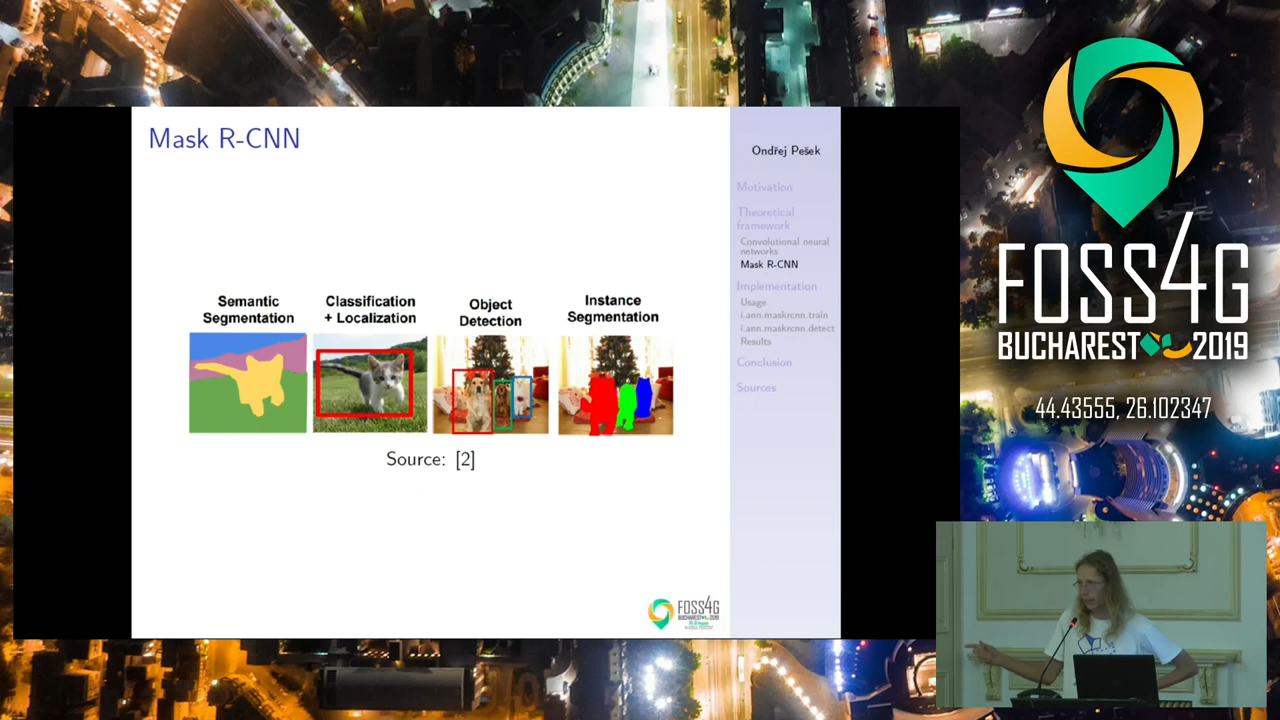 Mask R-CNN
Semantic
Segmentation
Classification
+ Localization
Object
Detection
Instance
Segmentation
Source: [2]
FOSS4G
BUCHAREST 2019
Ondřej Pešek
Motivation
Theoretical
framework
Convolutional neural
networks
Mask R-CNN
Implementation
Usage
i.ann.maskrcnn.train
i.ann.maskrcnn.detect
Results
Conclusion
Sources
FOSS4G
BUCHAREST 2019
44.43555, 26.102347